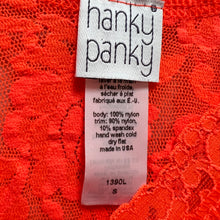 hanky
panky
à l'eau froide,
sécher à plat
fabriqué aux É.-U.
body: 100% nylon
trim: 90% nylon,
10% spandex
hand wash cold
dry flat
made in USA
1390L
S